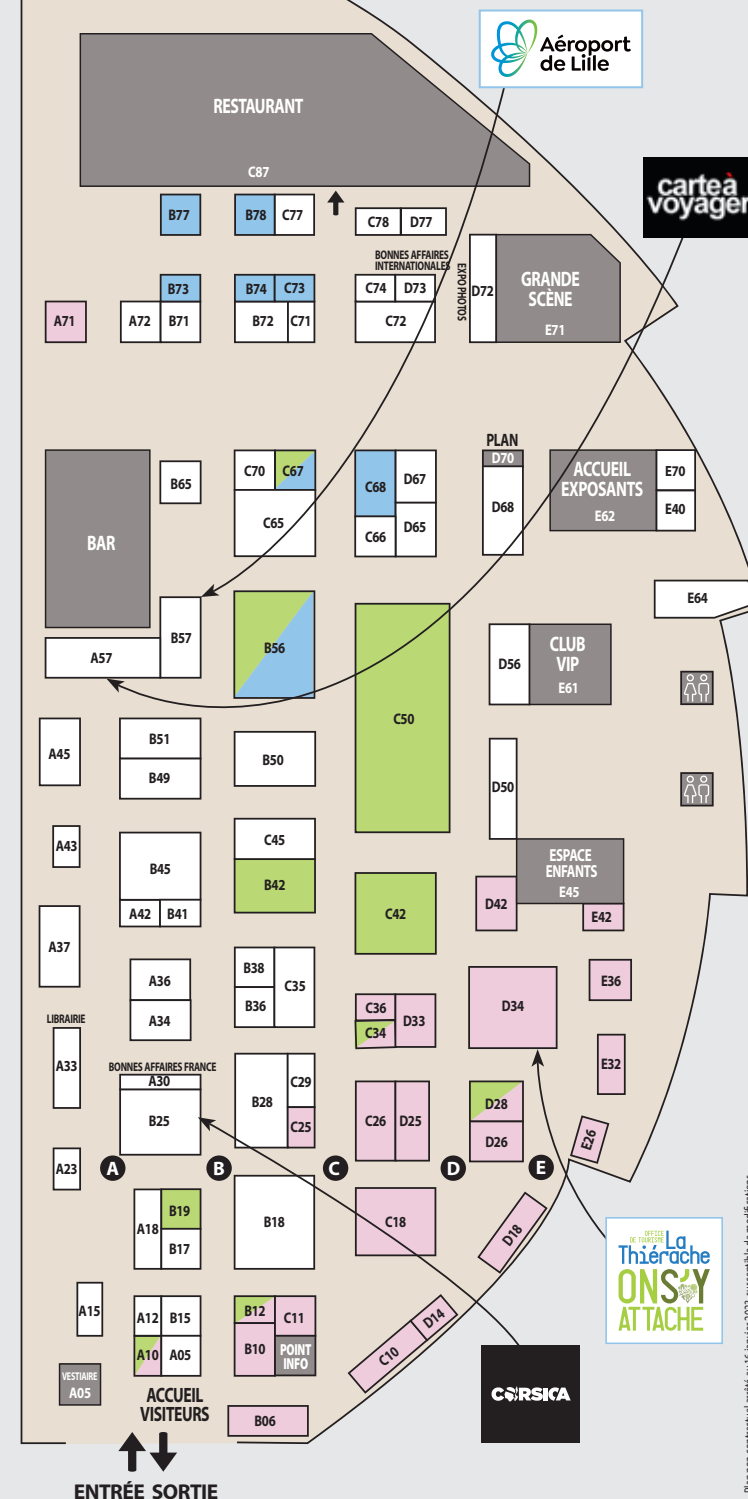 Aéroport
de Lille
RESTAURANT
C87
carteà
voyager
B77
B78
C77
C78
D77
BONNES AFFAIRES
INTERNATIONALES
EXPO PHOTOS
D72
GRANDE
SCÈNE
E71
B73
B74
C73
C74
D73
A71
A72
B71
B72
C71
C72
PLAN
D70
BAR
B65
C70
C67
C65
C68
D67
C66
D65
D68
ACCUEIL
EXPOSANTS
E62
E70
E40
E64
B57
A57
B56
C50
D56
CLUB
VIP
E61
A45
B51
B49
B50
D50
A43
B45
A42
B41
C45
B42
C42
ESPACE
ENFANTS
E45
D42
E42
A37
A36
A34
B38
B36
C35
C36
C34
D33
D34
E36
LIBRAIRIE
A33
BONNES AFFAIRES FRANCE
A30
B25
B28
C29
C25
C26
D25
D28
D26
E32
E26
A23
A
B
C
D
E
A18
B19
B17
B18
C18
D18
OFFICE
DE TOURISME
La
Thiérache
ONS'Y
ATTACHE
A15
A12
B15
A10
A05
B12
C11
B10
POINT
INFO
C10
D14
VESTIAIRE
A05
ACCUEIL
VISITEURS
B06
CORSICA
ENTRÉE SORTIE